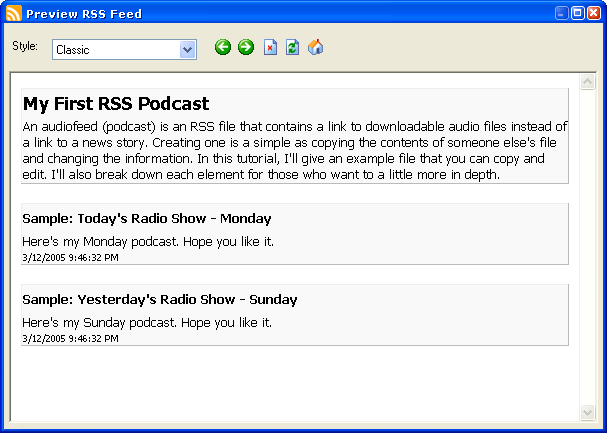 Preview RSS Feed
Style:
Classic
My First RSS Podcast
An audiofeed (podcast) is an RSS file that contains a link to downloadable audio files instead of
a link to a news story. Creating one is a simple as copying the contents of someone else's file
and changing the information. In this tutorial, I'll give an example file that you can copy and
edit. I'll also break down each element for those who want to a little more in depth.
Sample: Today's Radio Show - Monday
Here's my Monday podcast. Hope you like it.
3/12/2005 9:46:32 PM
Sample: Yesterday's Radio Show - Sunday
Here's my Sunday podcast. Hope you like it.
3/12/2005 9:46:32 PM